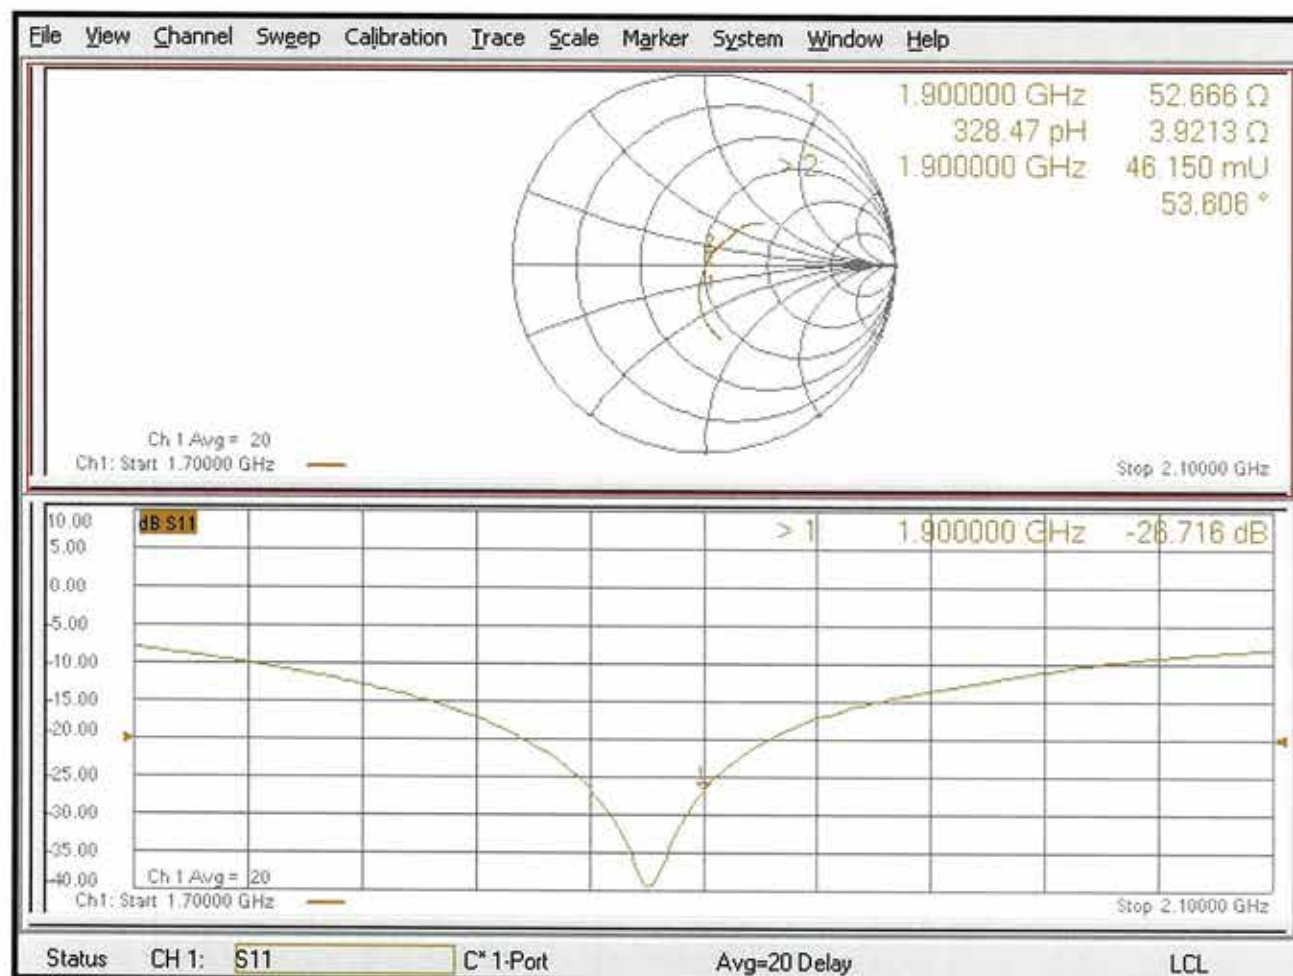 File View Channel Sweep Calibration Trace Scale Marker System Window Help
1 1.900000 GHz 52.666 Ω
328.47 pH 3.9213 Ω
> 2 1.900000 GHz 46.150 mU
53.606 °
2
1
Ch 1 Avg = 20
Ch1: Start 1.70000 GHz
Stop 2.10000 GHz
10.00
dB S11
> 1 1.900000 GHz -26.716 dB
5.00
0.00
-5.00
-10.00
-15.00
-20.00
-25.00
1
-30.00
-35.00
-40.00
Ch 1 Avg = 20
Ch1: Start 1.70000 GHz
Stop 2.10000 GHz
Status CH 1: S11 C* 1-Port Avg=20 Delay LCL